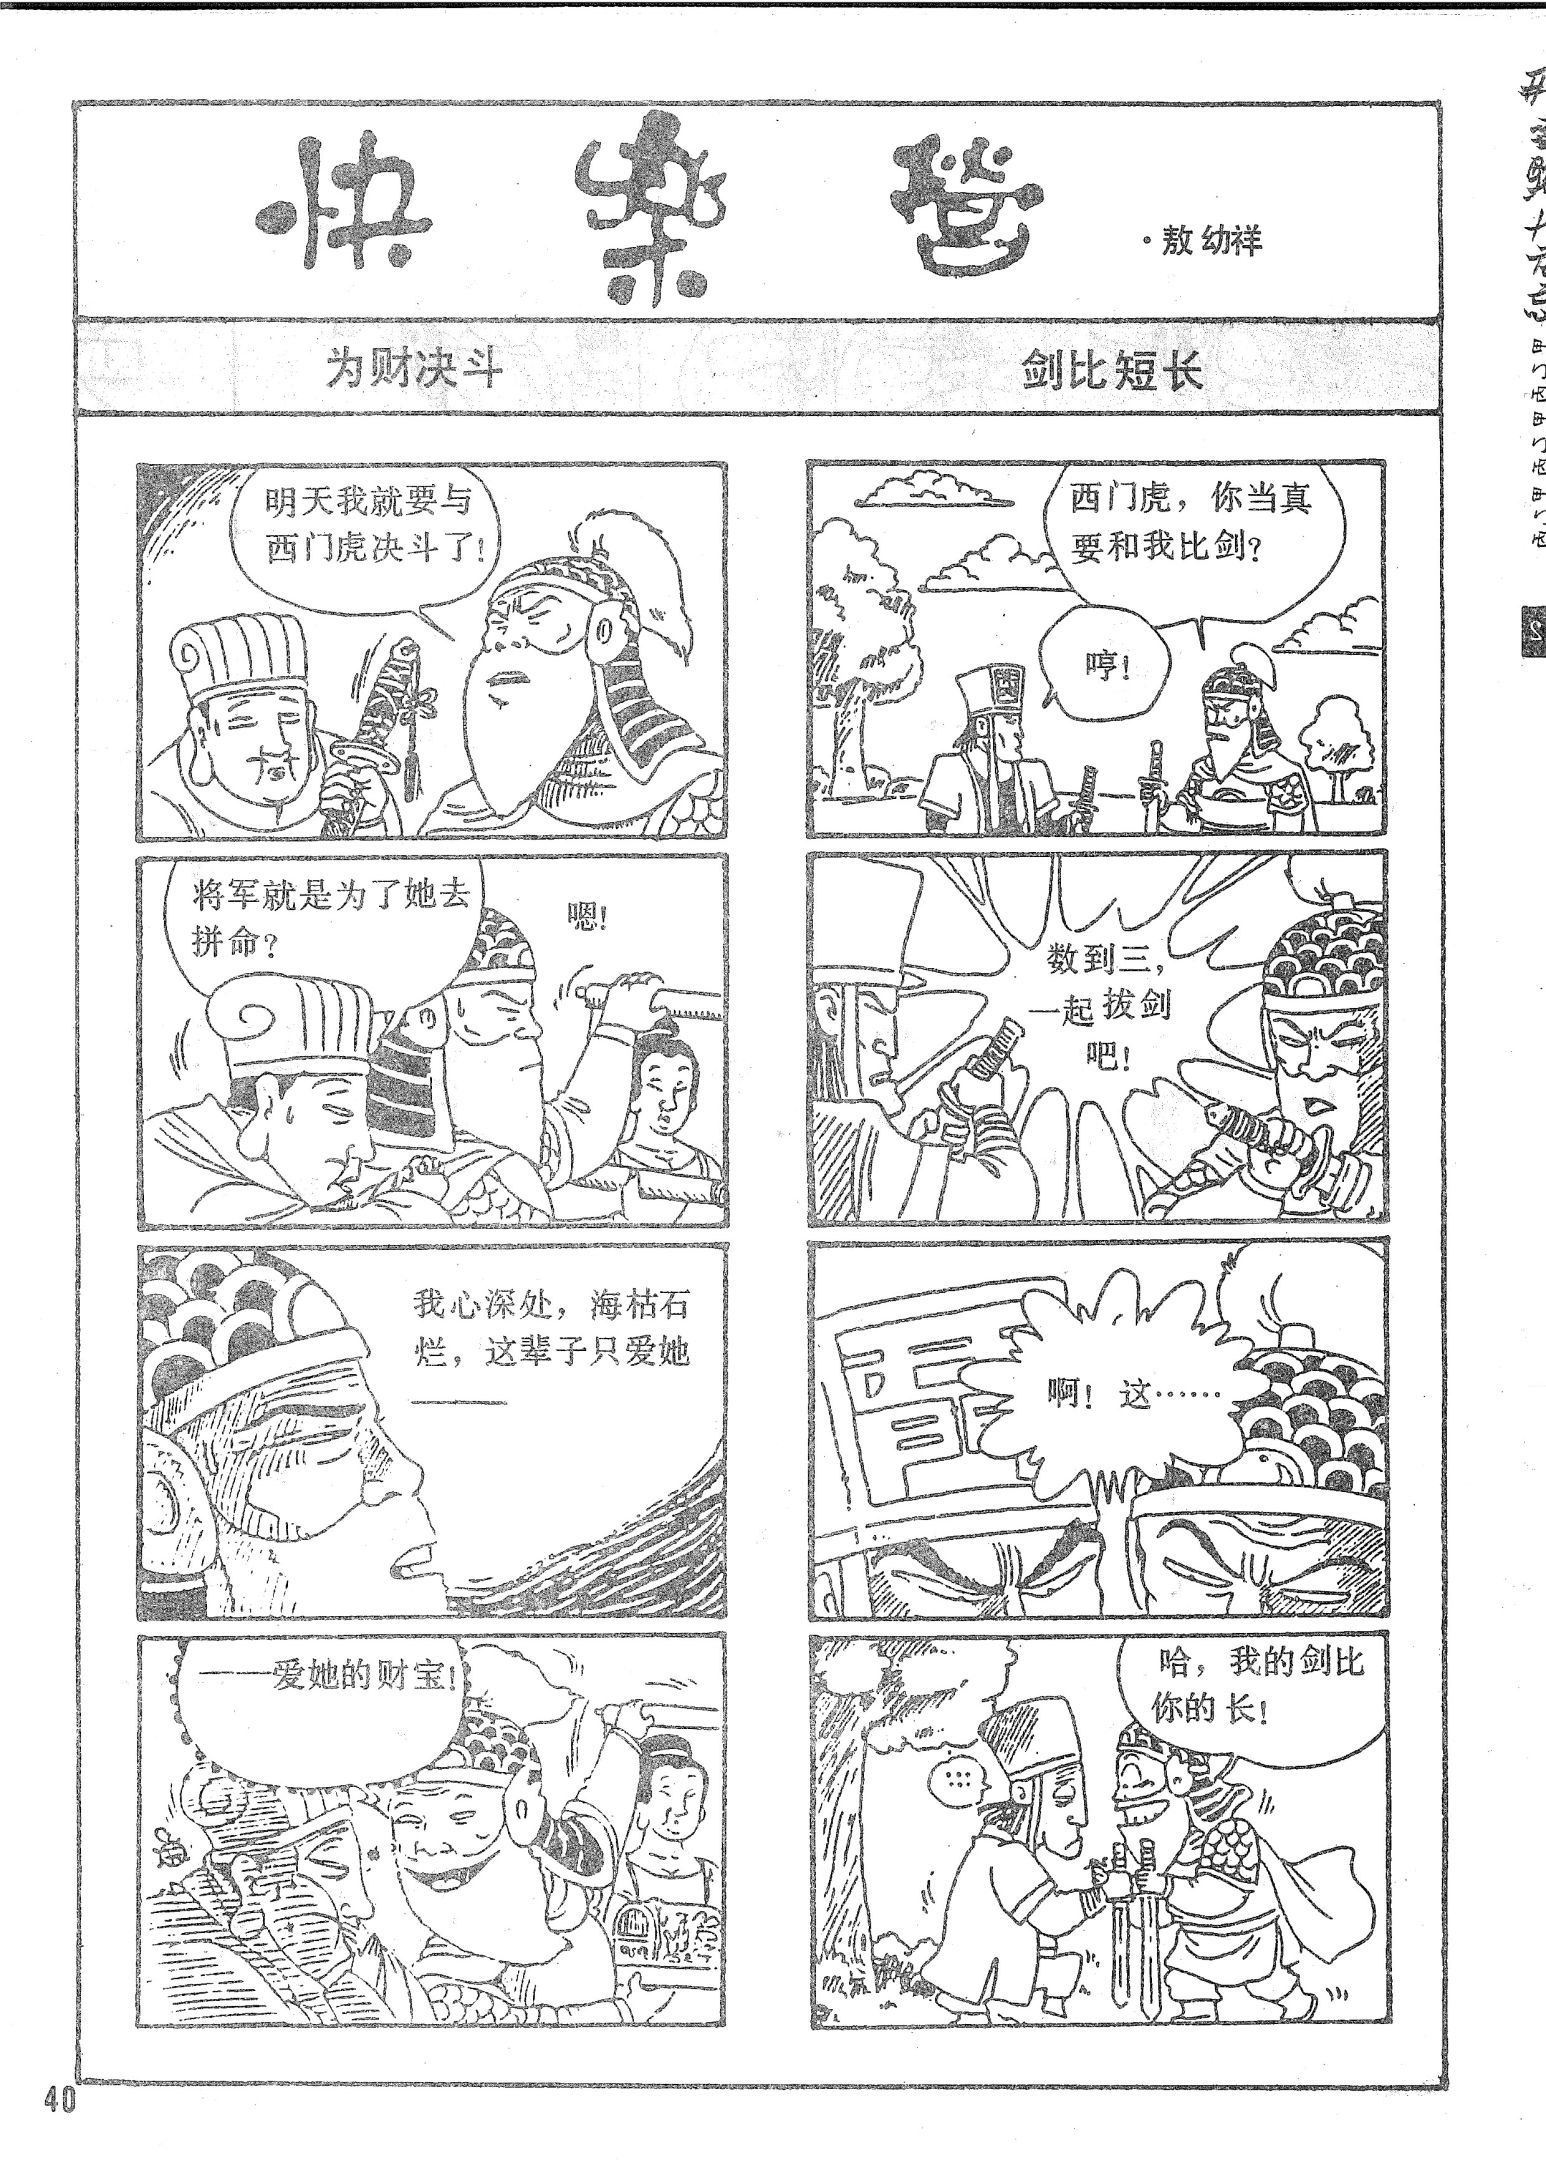 快乐营
·敖幼祥
为财决斗
明天我就要与
西门虎决斗了!
将军就是为了她去
拼命?
嗯!
我心深处，海枯石
烂，这辈子只爱她
——
——爱她的财宝!
剑比短长
西门虎，你当真
要和我比剑?
哼!
数到三，
一起拔剑
吧!
啊! 这……
哈，我的剑比
你的长!
……
40